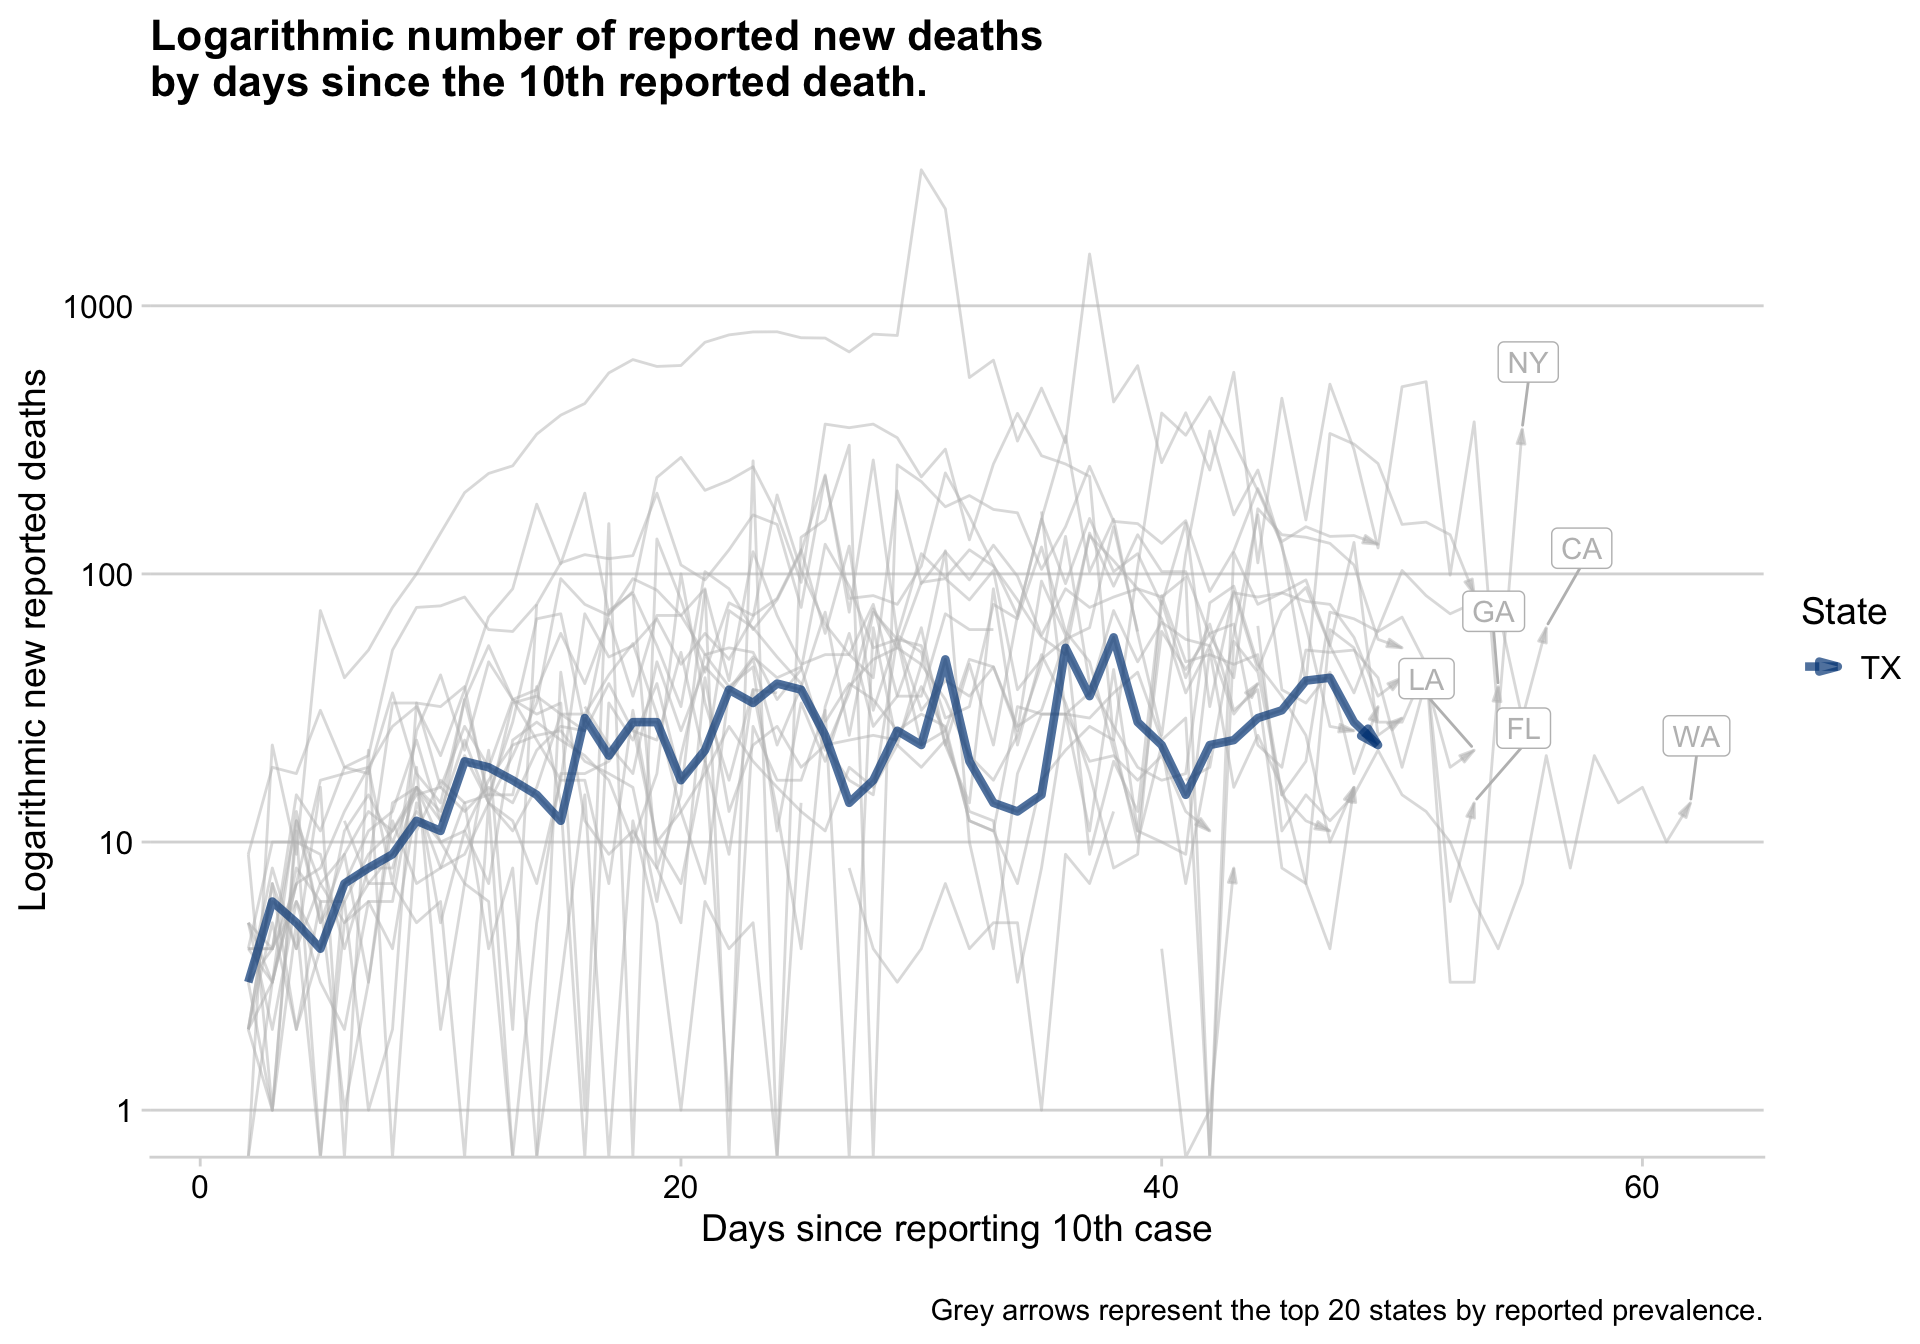 Logarithmic number of reported new deaths
by days since the 10th reported death.
Logarithmic new reported deaths
1000
100
10
1
NY
CA
GA
LA
FL
WA
State
TX
0
20
40
60
Days since reporting 10th case
Grey arrows represent the top 20 states by reported prevalence.